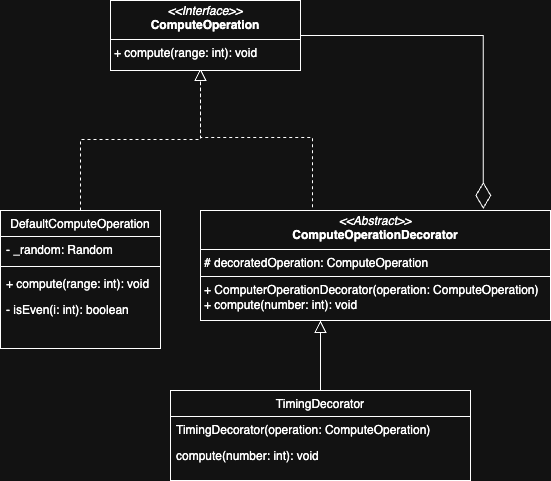 <<Interface>>
ComputeOperation
+ compute(range: int): void
DefaultComputeOperation
- _random: Random
+ compute(range: int): void
- isEven(i: int): boolean
<<Abstract>>
ComputeOperationDecorator
# decoratedOperation: ComputeOperation
+ ComputerOperationDecorator(operation: ComputeOperation)
+ compute(number: int): void
TimingDecorator
TimingDecorator(operation: ComputeOperation)
compute(number: int): void